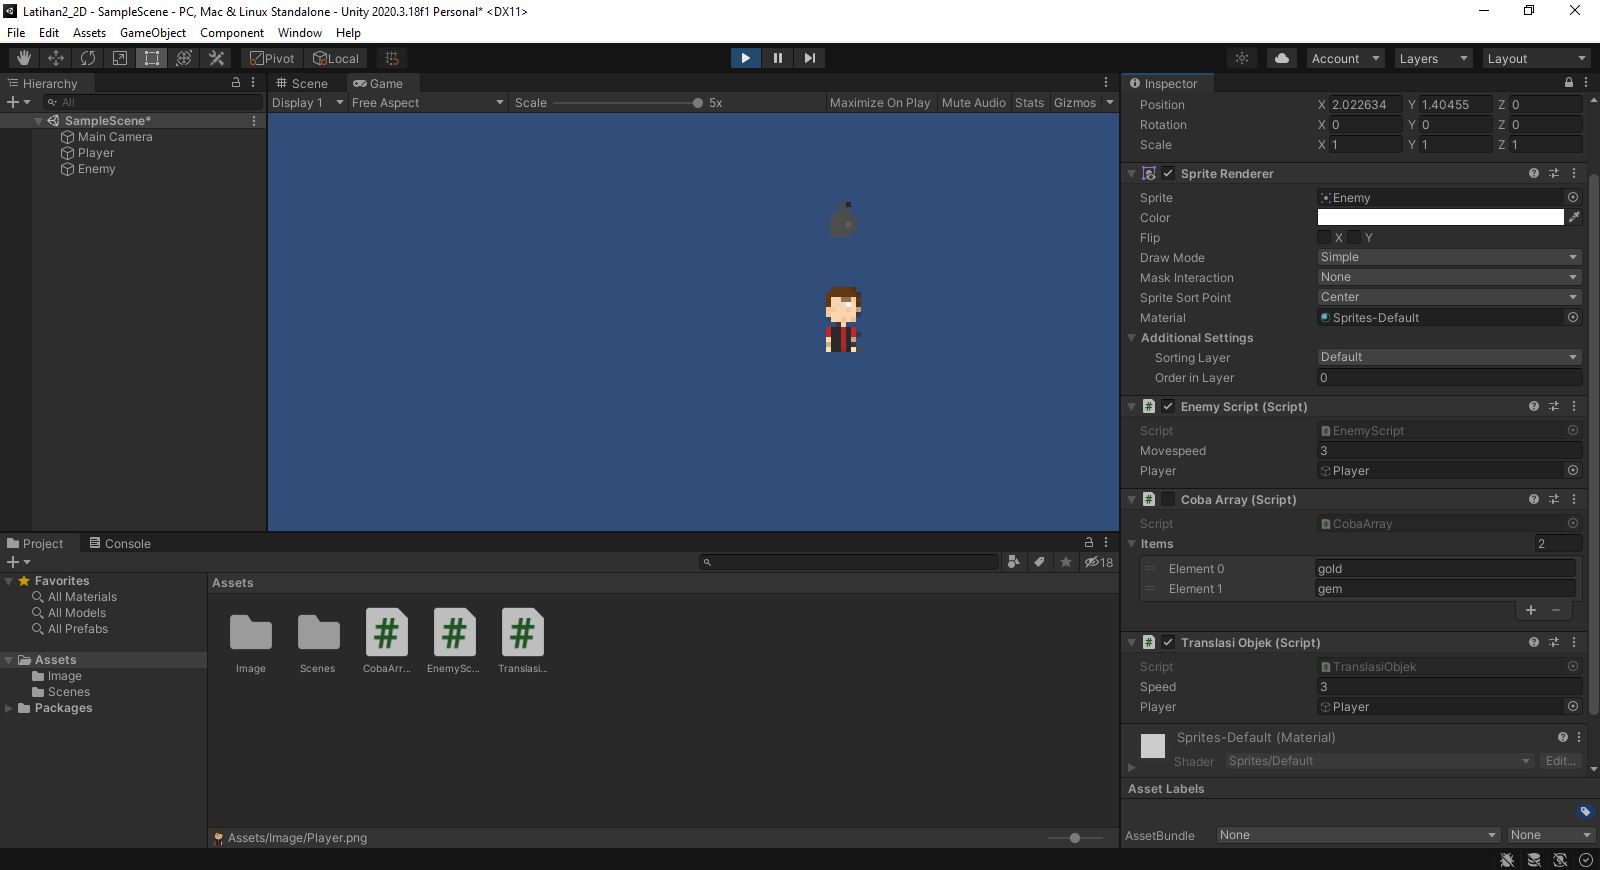 Latihan2_2D - SampleScene - PC, Mac & Linux Standalone - Unity 2020.3.18f1 Personal* <DX11>
File Edit Assets GameObject Component Window Help
Pivot Local Account Layers Layout
Hierarchy
All
SampleScene*
Main Camera
Player
Enemy
Scene Game
Display 1 Free Aspect Scale 5x Maximize On Play Mute Audio Stats Gizmos
Inspector
Position X 2.022634 Y 1.40455 Z 0
Rotation X 0 Y 0 Z 0
Scale X 1 Y 1 Z 1
Sprite Renderer
Sprite Enemy
Color
Flip X Y
Draw Mode Simple
Mask Interaction None
Sprite Sort Point Center
Material Sprites-Default
Additional Settings
Sorting Layer Default
Order in Layer 0
# Enemy Script (Script)
Script EnemyScript
Movespeed 3
Player Player
# Coba Array (Script)
Script CobaArray
Items 2
Element 0 gold
Element 1 gem
+ -
# Translasi Objek (Script)
Script TranslasiObjek
Speed 3
Player Player
Sprites-Default (Material)
Shader Sprites/Default Edit...
Asset Labels
AssetBundle None None
Project Console
18
Favorites
All Materials
All Models
All Prefabs
Assets
Image
Scenes
Packages
Assets
# # #
Image Scenes CobaArr... EnemySc... Translasi...
Assets/Image/Player.png